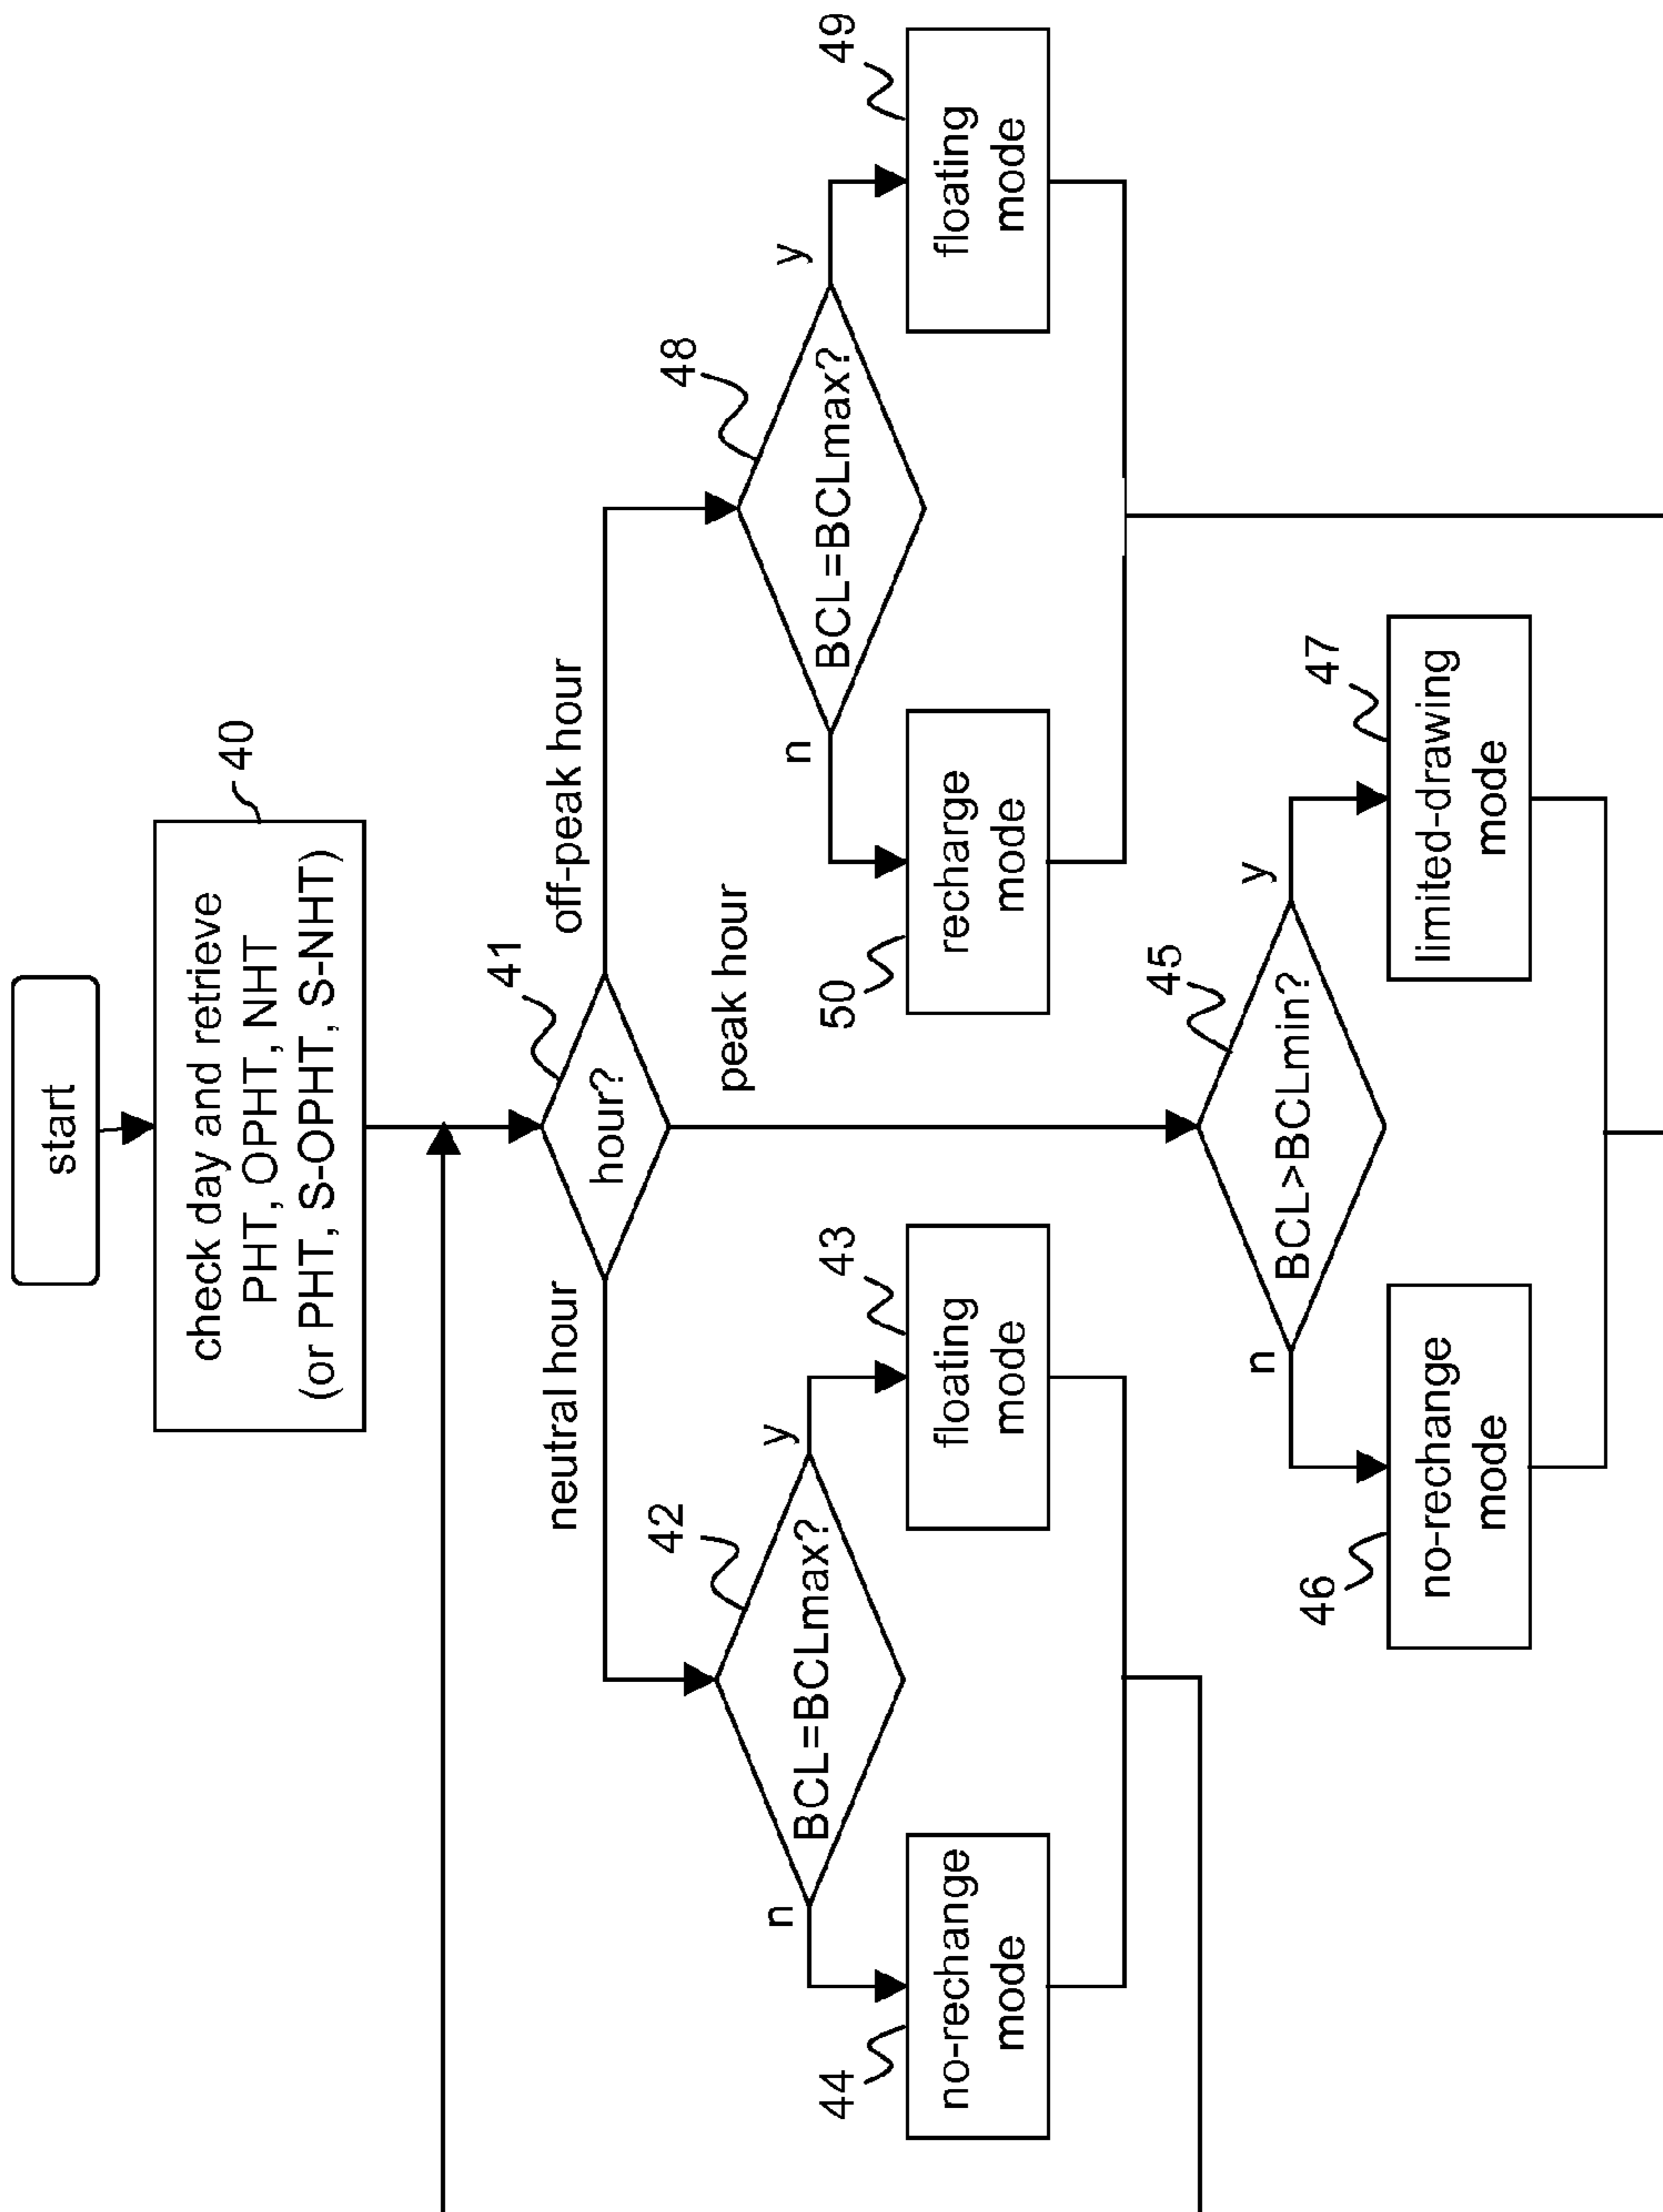 start
40
check day and retrieve
PHT, OPHT, NHT
(or PHT, S-OPHT, S-NHT)
41
hour?
neutral hour
off-peak hour
peak hour
42
BCL=BCLmax?
n
y
44
no-rechange
mode
43
floating
mode
48
BCL=BCLmax?
n
y
50
recharge
mode
49
floating
mode
45
BCL>BCLmin?
n
y
46
no-rechange
mode
47
limited-drawing
mode